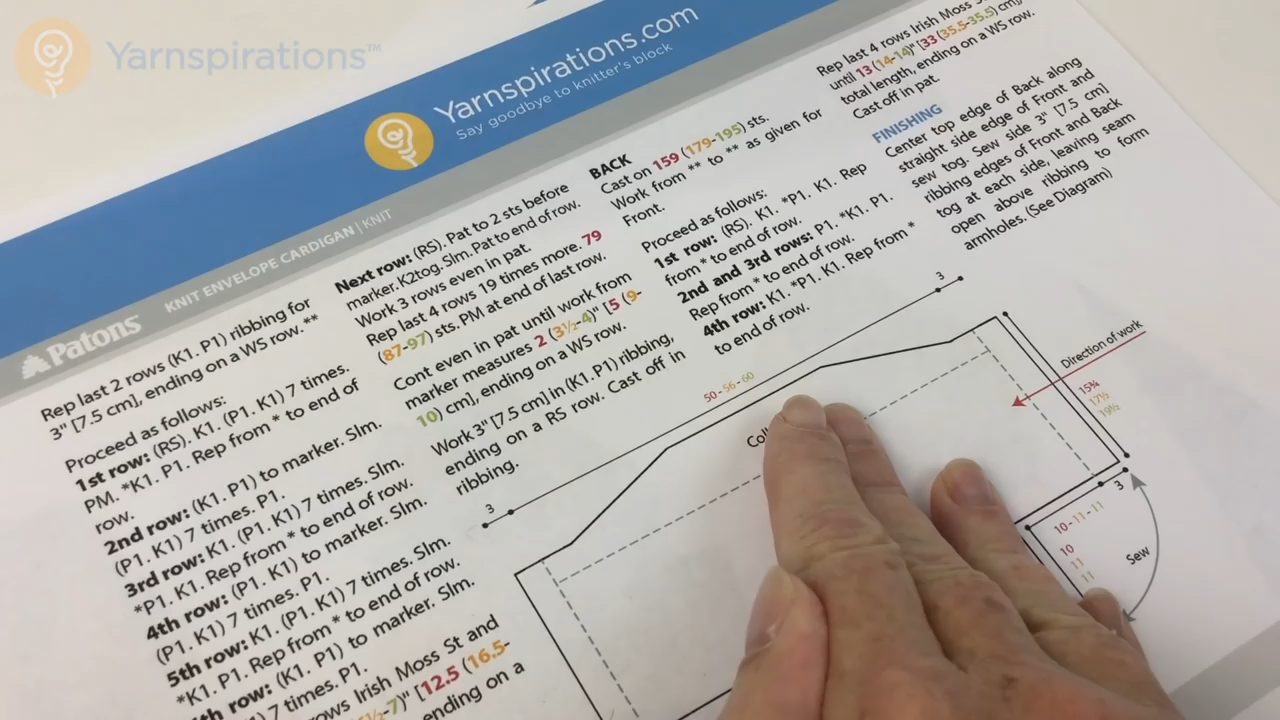 Yarnspirations™
Yarnspirations.com
Say goodbye to knitter's block
Patons®
KNIT ENVELOPE CARDIGAN | KNIT
Rep last 2 rows (K1. P1) ribbing for
3" [7.5 cm], ending on a WS row. **
Proceed as follows:
1st row: (RS). K1. (P1. K1) 7 times.
PM. *K1. P1. Rep from * to end of
row.
2nd row: (K1. P1) to marker. Slm.
(P1. K1) 7 times. P1.
3rd row: K1. (P1. K1) 7 times. Slm.
*P1. K1. Rep from * to end of row.
4th row: (P1. K1) to marker. Slm.
(P1. K1) 7 times. P1.
5th row: K1. (P1. K1) 7 times. Slm.
*K1. P1. Rep from * to end of row.
row: (K1. P1) to marker. Slm.
7 times. P1.
rows Irish Moss St and
½-7)" [12.5 (16.5-
ending on a
Next row: (RS). Pat to 2 sts before
marker. K2tog. Slm. Pat to end of row.
Work 3 rows even in pat.
Rep last 4 rows 19 times more. 79
(87-97) sts. PM at end of last row.
Cont even in pat until work from
marker measures 2 (3½-4)" [5 (9-
10) cm], ending on a WS row.
Work 3" [7.5 cm] in (K1. P1) ribbing,
ending on a RS row. Cast off in
ribbing.
BACK
Cast on 159 (179-195) sts.
Work from ** to ** as given for
Front.
Proceed as follows:
1st row: (RS). K1. *P1. K1. Rep
from * to end of row.
2nd and 3rd rows: P1. *K1. P1.
Rep from * to end of row.
4th row: K1. *P1. K1. Rep from *
to end of row.
Rep last 4 rows Irish Moss
until 13 (14-14)" [33 (35.5-35.5) cm]
total length, ending on a WS row.
Cast off in pat.
FINISHING
Center top edge of Back along
straight side edge of Front and
sew tog. Sew side 3" [7.5 cm]
ribbing edges of Front and Back
tog at each side, leaving seam
open above ribbing to form
armholes. (See Diagram)
3
50 - 56 - 60
3
Direction of work
15¾
17½
19½
3
10 - 11 - 11
10
11
11
Sew